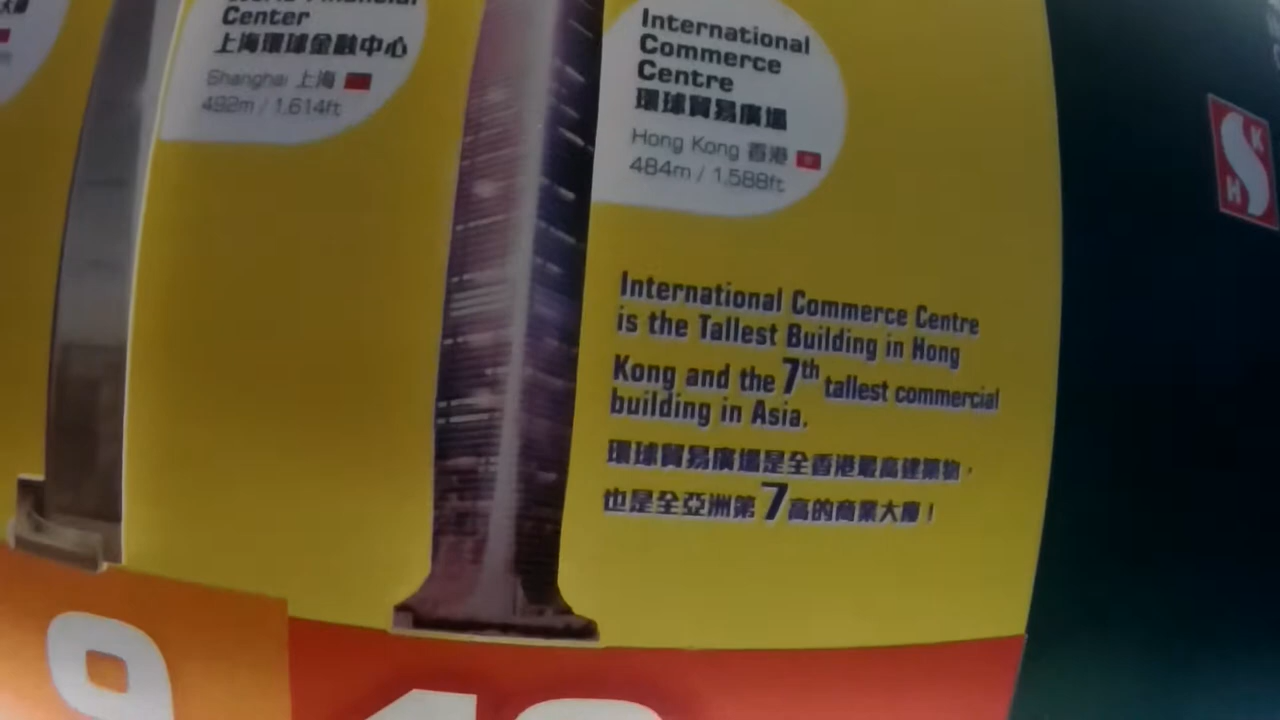 Center
上海環球金融中心
Shanghai 上海
492m / 1,614ft
International
Commerce
Centre
環球貿易廣場
Hong Kong 香港
484m / 1,588ft
SHK
International Commerce Centre
is the Tallest Building in Hong
Kong and the 7th tallest commercial
building in Asia.
環球貿易廣場是全香港最高建築物，
也是全亞洲第7高的商業大廈！
9
10